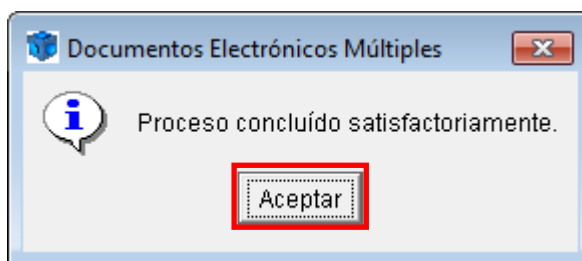 Documentos Electrónicos Múltiples
Proceso concluído satisfactoriamente.
Aceptar